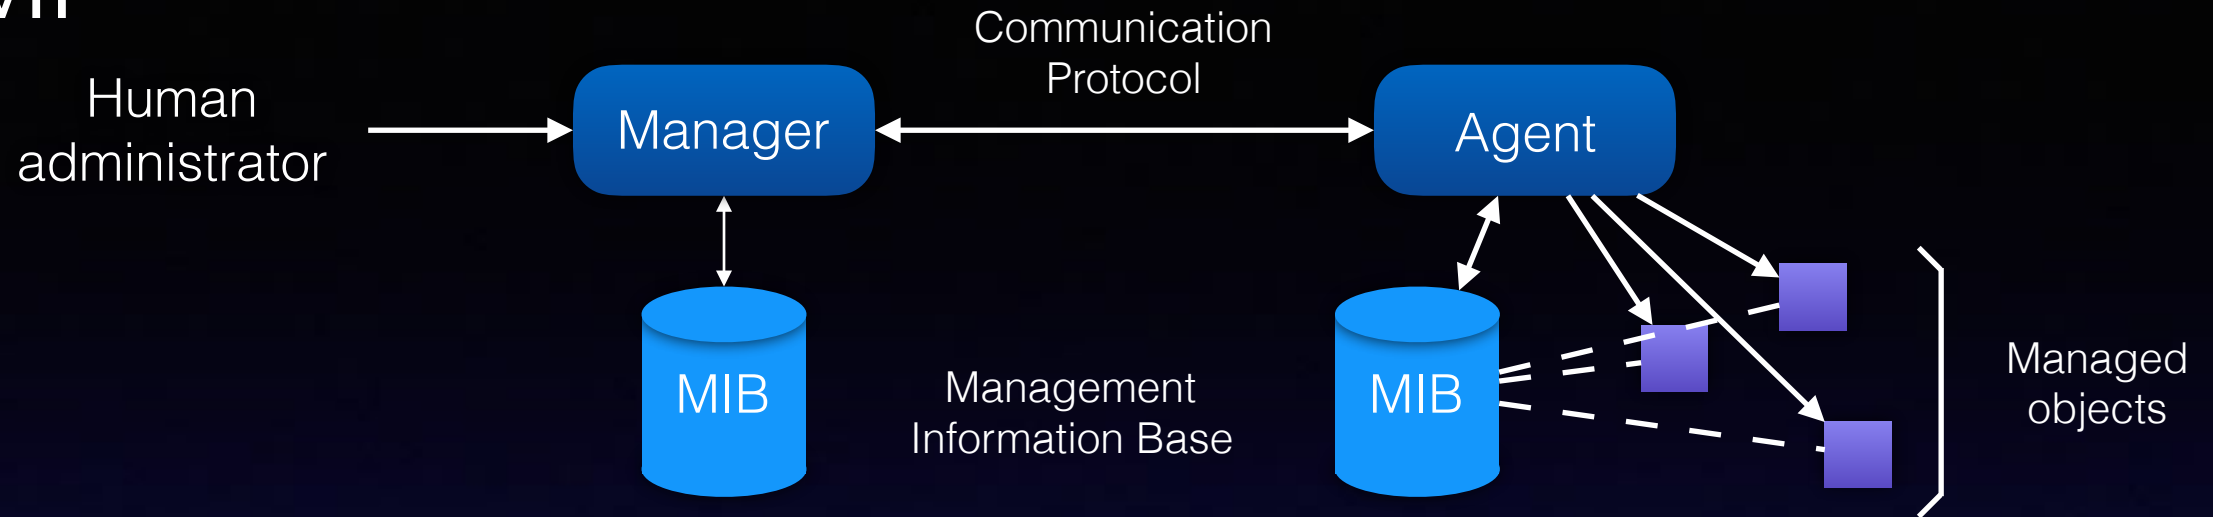 Communication
Protocol
Human
administrator
Manager
Agent
MIB
Management
Information Base
MIB
Managed
objects